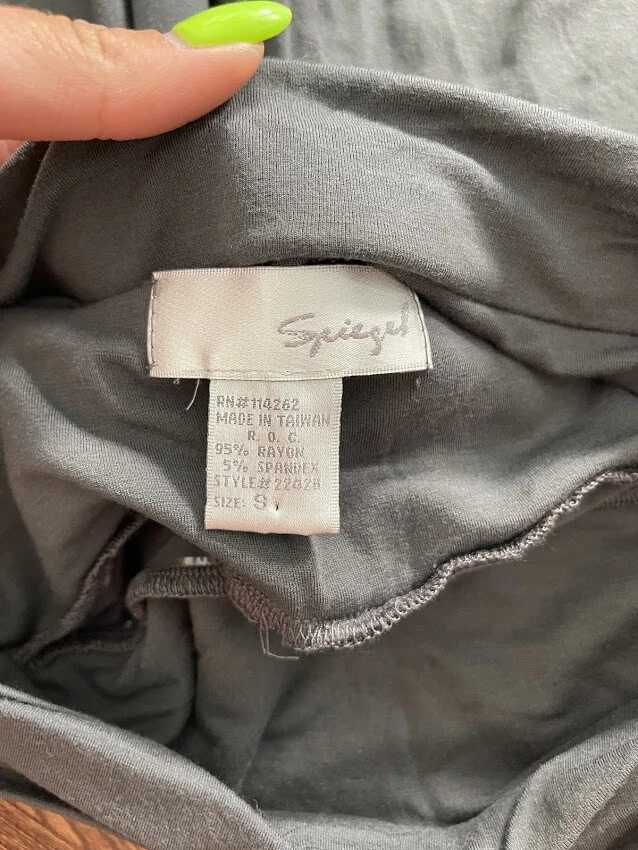 Spiegel
RN#114262
MADE IN TAIWAN
R. O. C.
95% RAYON
5% SPANDEX
STYLE# 22428
SIZE: S